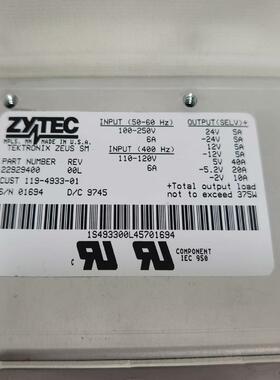 ZYTEC
MPLS. MN MADE IN U.S.A.
TEKTRONIX ZEUS SM
PART NUMBER REV
22929400 00L
CUST 119-4933-01
S/N 01694 D/C 9745
INPUT (50-60 Hz)
100-250V
6A
INPUT (400 Hz)
110-120V
6A
OUTPUT(SELV)+
24V 5A
-24V 5A
12V 5A
-12V 5A
5V 40A
-5.2V 20A
-2V 10A
+Total output load
not to exceed 375W
1S493300L45701694
C UR US
COMPONENT
IEC 950